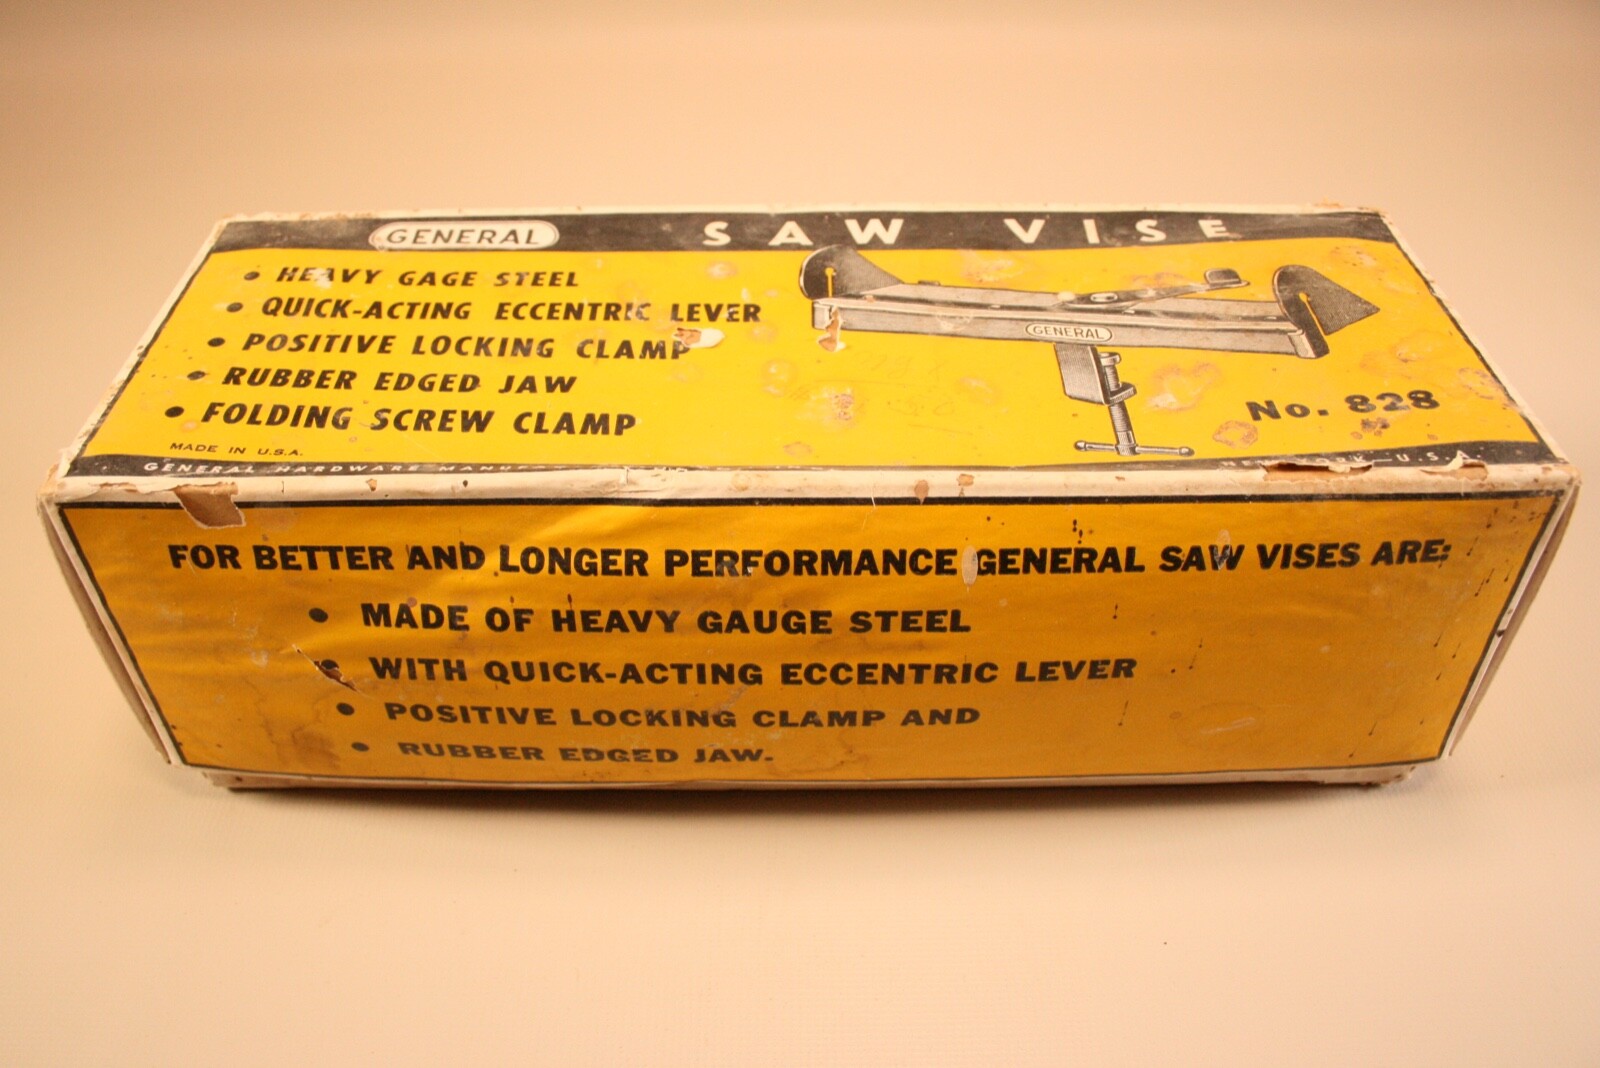 GENERAL SAW VISE
• HEAVY GAGE STEEL
• QUICK-ACTING ECCENTRIC LEVER
• POSITIVE LOCKING CLAMP
• RUBBER EDGED JAW
• FOLDING SCREW CLAMP
GENERAL
No. 828
MADE IN U.S.A.
GENERAL HARDWARE NEW YORK U.S.A.
FOR BETTER AND LONGER PERFORMANCE GENERAL SAW VISES ARE:
• MADE OF HEAVY GAUGE STEEL
• WITH QUICK-ACTING ECCENTRIC LEVER
• POSITIVE LOCKING CLAMP AND
• RUBBER EDGED JAW.